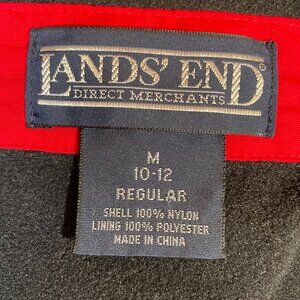 LANDS' END®
DIRECT MERCHANTS
M
10-12
REGULAR
SHELL 100% NYLON
LINING 100% POLYESTER
MADE IN CHINA